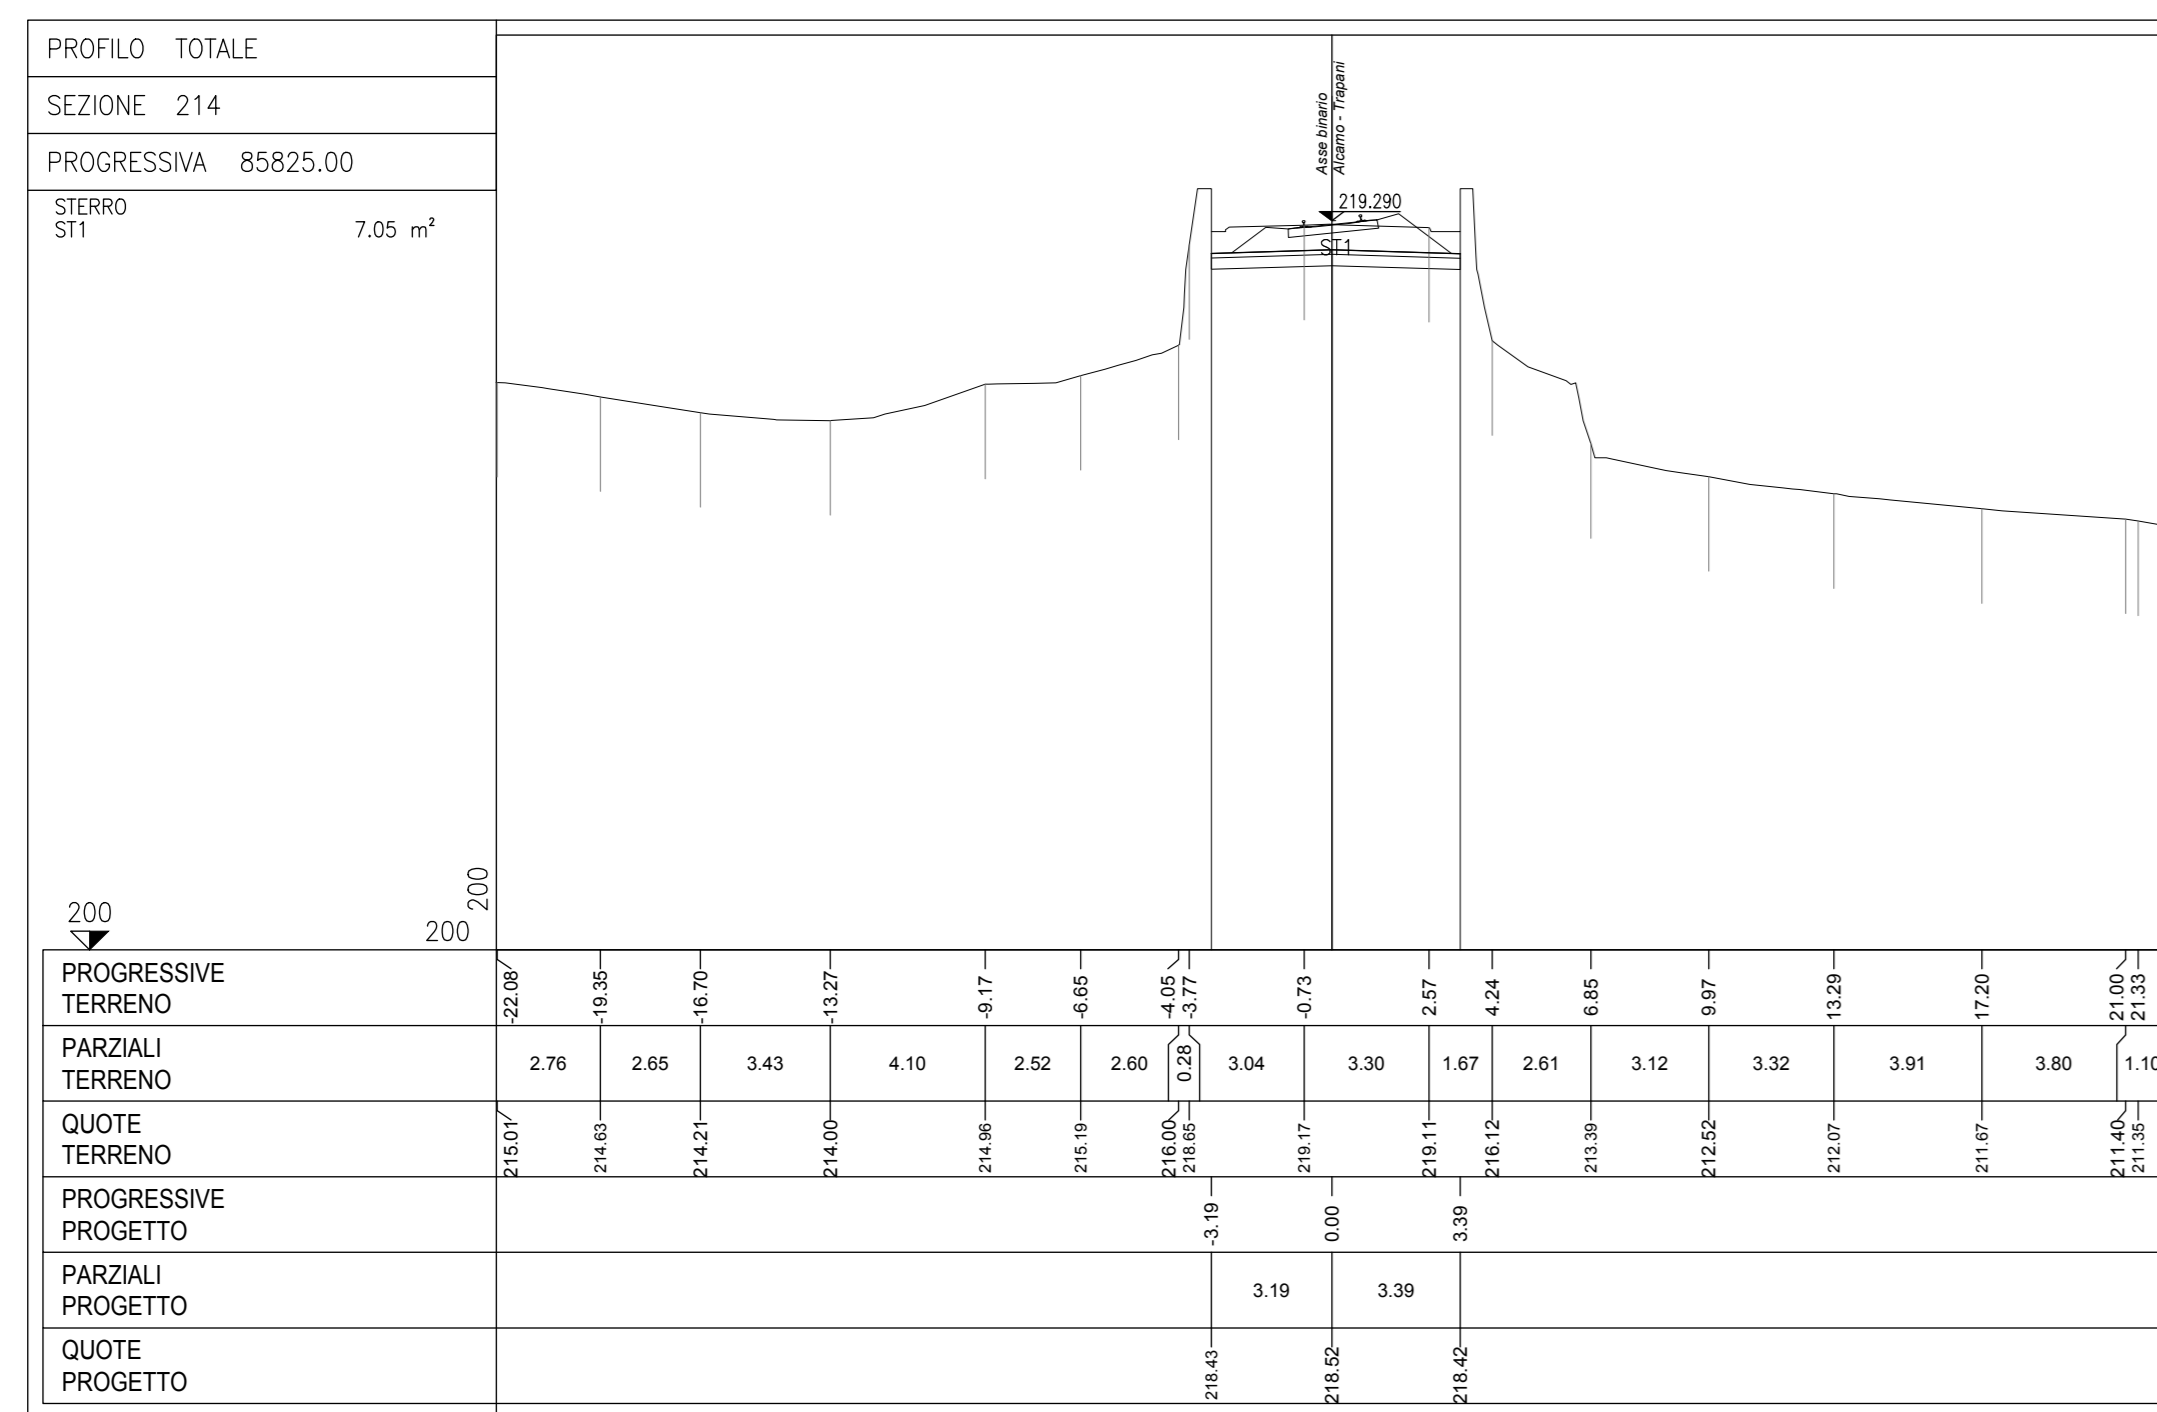 PROFILO TOTALE
SEZIONE 214
PROGRESSIVA 85825.00
STERRO
ST1 7.05 m²
Asse binario
Alcamo - Trapani
219.290
ST1
200
200
200
PROGRESSIVE
TERRENO
-22.08 -19.35 -16.70 -13.27 -9.17 -6.65 -4.05 -3.77 -0.73 2.57 4.24 6.85 9.97 13.29 17.20 21.00 21.33
PARZIALI
TERRENO
2.76 2.65 3.43 4.10 2.52 2.60 0.28 3.04 3.30 1.67 2.61 3.12 3.32 3.91 3.80 1.10
QUOTE
TERRENO
215.01 214.63 214.21 214.00 214.96 215.19 216.00 218.65 219.17 219.11 216.12 213.39 212.52 212.07 211.67 211.40 211.35
PROGRESSIVE
PROGETTO
-3.19 0.00 3.39
PARZIALI
PROGETTO
3.19 3.39
QUOTE
PROGETTO
218.43 218.52 218.42